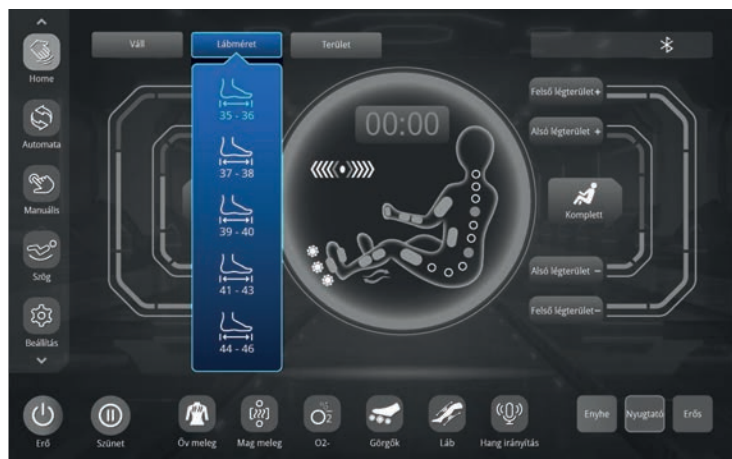 Váll
Lábméret
Terület
Home
Automata
Manuális
Szög
Beállítás
35 - 36
37 - 38
39 - 40
41 - 43
44 - 46
00:00
Felső légterület+
Alsó légterület +
Komplett
Alsó légterület −
Felső légterület−
Erő
Szünet
Öv meleg
Mag meleg
O2-
Görgők
Láb
Hang irányítás
Enyhe
Nyugtató
Erős